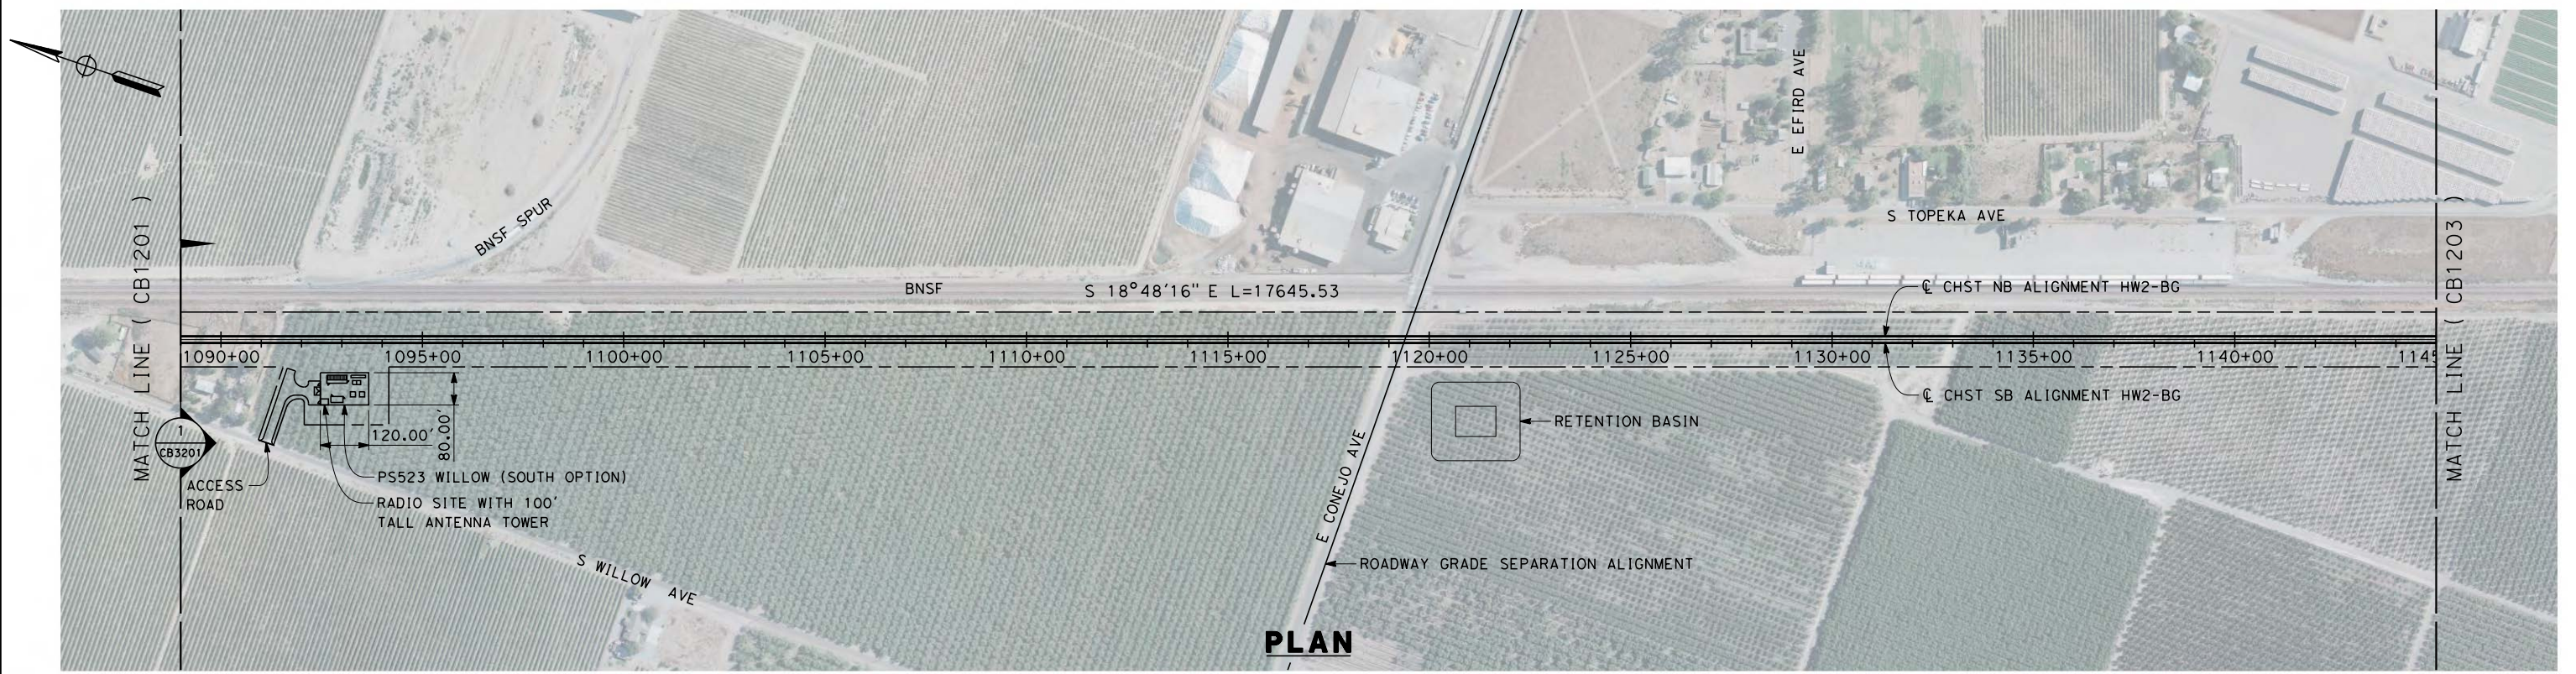 E EFIRD AVE
BNSF SPUR
S TOPEKA AVE
MATCH LINE ( CB1201 )
MATCH LINE ( CB1203 )
BNSF
S 18°48'16" E L=17645.53
℄ CHST NB ALIGNMENT HW2-BG
1090+00
1095+00
1100+00
1105+00
1110+00
1115+00
1120+00
1125+00
1130+00
1135+00
1140+00
1145
℄ CHST SB ALIGNMENT HW2-BG
120.00'
80.00'
1
CB3201
RETENTION BASIN
PS523 WILLOW (SOUTH OPTION)
ACCESS
ROAD
RADIO SITE WITH 100'
TALL ANTENNA TOWER
E CONEJO AVE
S WILLOW AVE
ROADWAY GRADE SEPARATION ALIGNMENT
PLAN